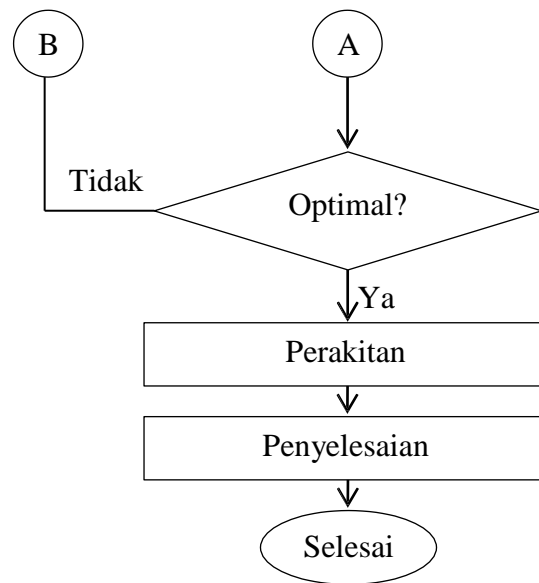 B
A
Tidak
Optimal?
Ya
Perakitan
Penyelesaian
Selesai